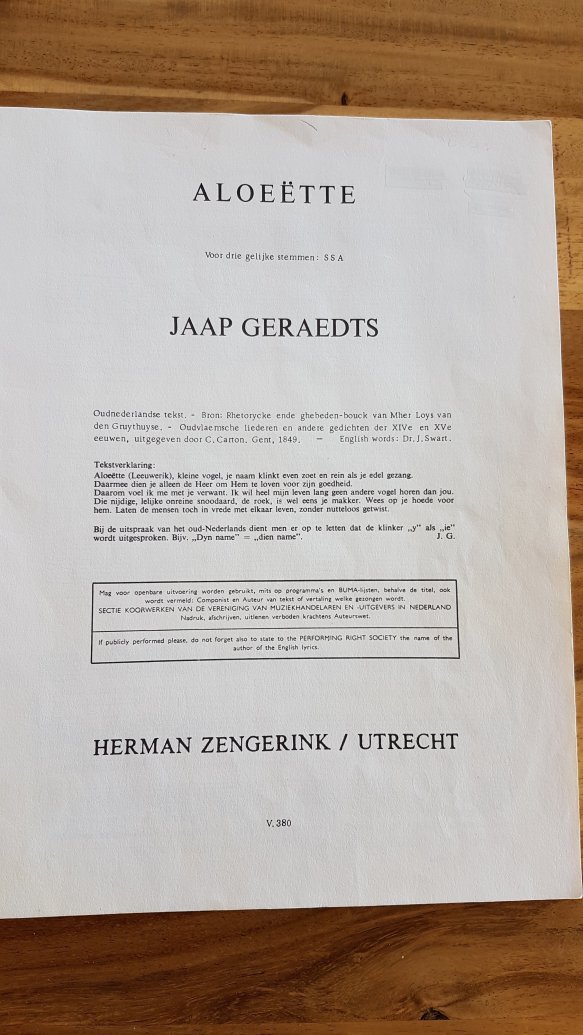 ALOEËTTE
Voor drie gelijke stemmen: SSA
JAAP GERAEDTS
Oudnederlandse tekst. - Bron: Rhetorycke ende ghebeden-bouck van Mher Loys van
den Gruythuyse. - Oudvlaemsche liederen en andere gedichten der XIVe en XVe
eeuwen, uitgegeven door C. Carton. Gent, 1849. — English words: Dr. J. Swart.
Tekstverklaring:
Aloeëtte (Leeuwerik), kleine vogel, je naam klinkt even zoet en rein als je edel gezang.
Daarmee dien je alleen de Heer om Hem te loven voor zijn goedheid.
Daarom voel ik me met je verwant. Ik wil heel mijn leven lang geen andere vogel horen dan jou.
Die nijdige, lelijke onreine snoodaard, de roek, is wel eens je makker. Wees op je hoede voor
hem. Laten de mensen toch in vrede met elkaar leven, zonder nutteloos getwist.
Bij de uitspraak van het oud-Nederlands dient men er op te letten dat de klinker „y” als „ie”
wordt uitgesproken. Bijv. „Dyn name” = „dien name”. J. G.
Mag voor openbare uitvoering worden gebruikt, mits op programma's en BUMA-lijsten, behalve de titel, ook
wordt vermeld: Componist en Auteur van tekst of vertaling welke gezongen wordt.
SECTIE KOORWERKEN VAN DE VERENIGING VAN MUZIEKHANDELAREN EN -UITGEVERS IN NEDERLAND
Nadruk, afschrijven, uitlenen verboden krachtens Auteurswet.
If publicly performed please, do not forget also to state to the PERFORMING RIGHT SOCIETY the name of the
author of the English lyrics.
HERMAN ZENGERINK / UTRECHT
V. 380